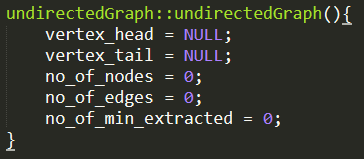 undirectedGraph::undirectedGraph(){
    vertex_head = NULL;
    vertex_tail = NULL;
    no_of_nodes = 0;
    no_of_edges = 0;
    no_of_min_extracted = 0;
}